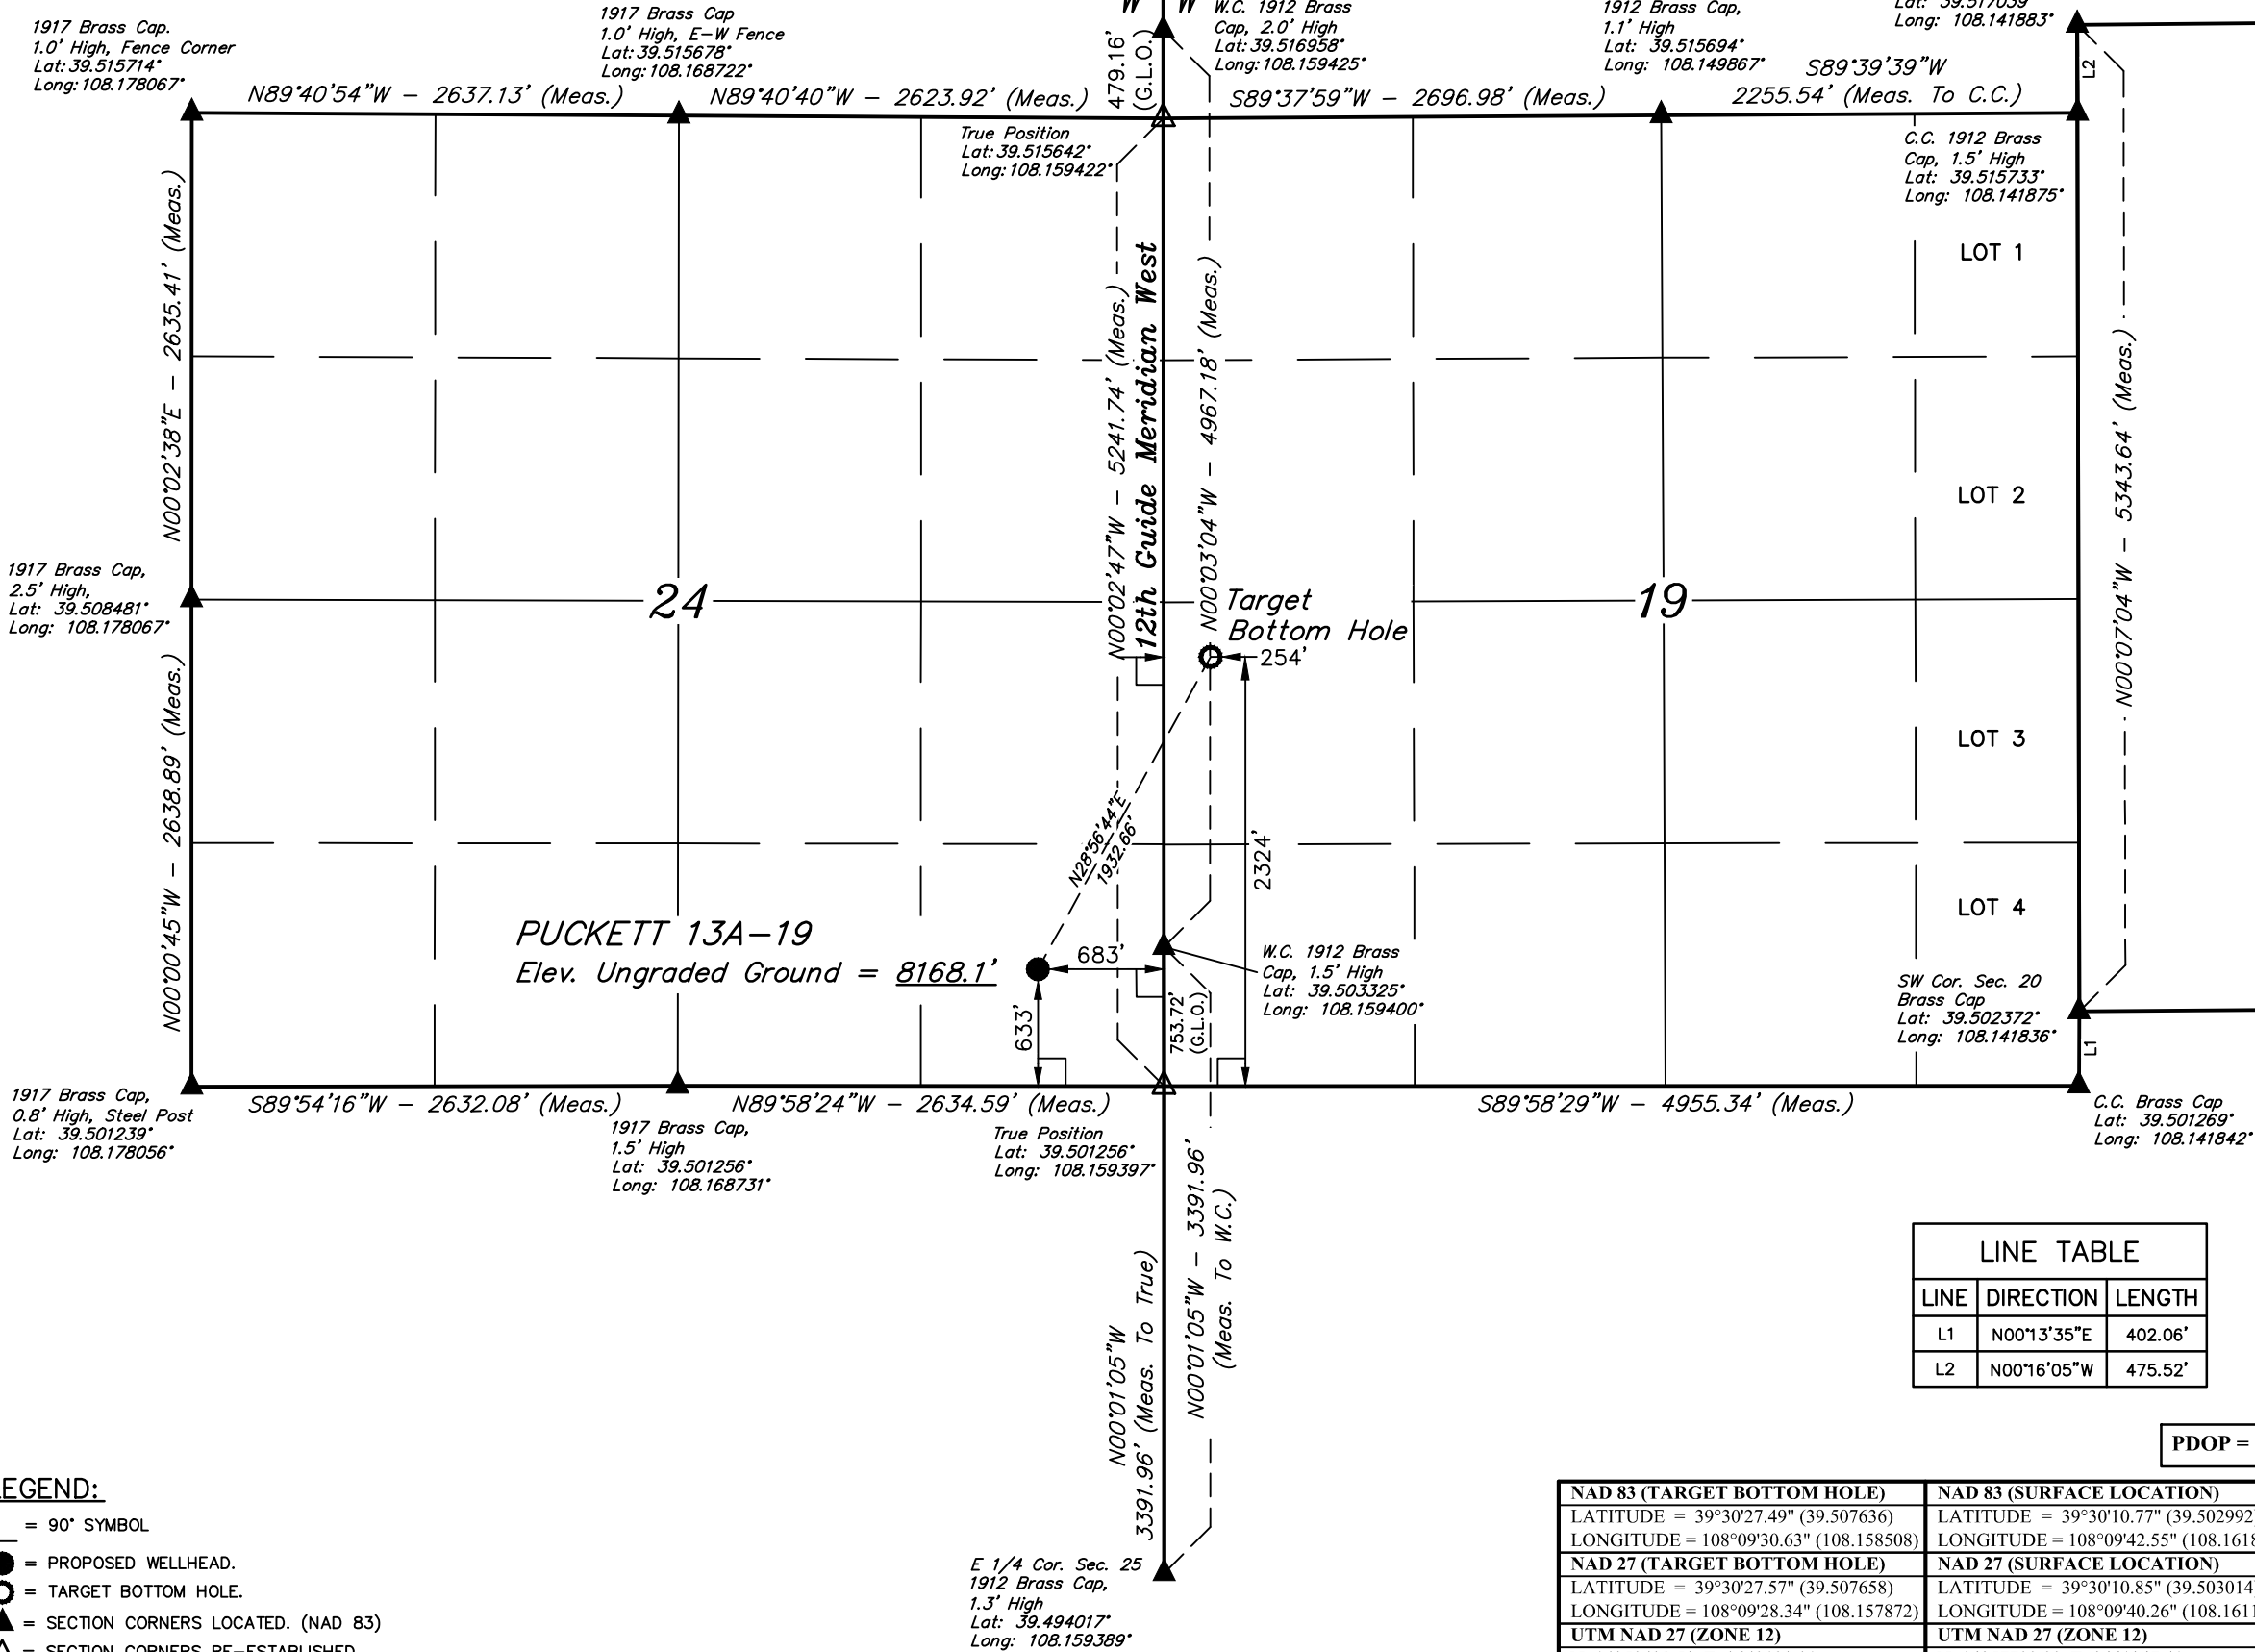 1917 Brass Cap.
1.0' High, Fence Corner
Lat: 39.515714°
Long: 108.178067°
1917 Brass Cap
1.0' High, E-W Fence
Lat: 39.515678°
Long: 108.168722°
W W
W.C. 1912 Brass
Cap, 2.0' High
Lat: 39.516958°
Long: 108.159425°
1912 Brass Cap,
1.1' High
Lat: 39.515694°
Long: 108.149867°
Lat: 39.517039°
Long: 108.141883°
479.16'
(G.L.O.)
N89°40'54"W - 2637.13' (Meas.)
N89°40'40"W - 2623.92' (Meas.)
S89°37'59"W - 2696.98' (Meas.)
S89°39'39"W
2255.54' (Meas. To C.C.)
L2
True Position
Lat: 39.515642°
Long: 108.159422°
C.C. 1912 Brass
Cap, 1.5' High
Lat: 39.515733°
Long: 108.141875°
N00°02'38"E - 2635.41' (Meas.)
N00°02'47"W - 5241.74' (Meas.)
12th Guide Meridian West
N00°03'04"W - 4967.18' (Meas.)
LOT 1
LOT 2
LOT 3
LOT 4
N00°07'04"W - 5343.64' (Meas.)
1917 Brass Cap,
2.5' High,
Lat: 39.508481°
Long: 108.178067°
24
19
Target
Bottom Hole
254'
N00°00'45"W - 2638.89' (Meas.)
N28°56'44"E
1932.66'
2324'
PUCKETT 13A-19
Elev. Ungraded Ground = 8168.1'
683'
633'
753.72'
(G.L.O.)
W.C. 1912 Brass
Cap, 1.5' High
Lat: 39.503325°
Long: 108.159400°
SW Cor. Sec. 20
Brass Cap
Lat: 39.502372°
Long: 108.141836°
L1
1917 Brass Cap,
0.8' High, Steel Post
Lat: 39.501239°
Long: 108.178056°
S89°54'16"W - 2632.08' (Meas.)
1917 Brass Cap,
1.5' High
Lat: 39.501256°
Long: 108.168731°
N89°58'24"W - 2634.59' (Meas.)
True Position
Lat: 39.501256°
Long: 108.159397°
S89°58'29"W - 4955.34' (Meas.)
C.C. Brass Cap
Lat: 39.501269°
Long: 108.141842°
N00°01'05"W
3391.96' (Meas. To True)
N00°01'05"W - 3391.96'
(Meas. To W.C.)
E 1/4 Cor. Sec. 25
1912 Brass Cap,
1.3' High
Lat: 39.494017°
Long: 108.159389°
LINE TABLE
LINE DIRECTION LENGTH
L1 N00°13'35"E 402.06'
L2 N00°16'05"W 475.52'
PDOP =
EGEND:
= 90° SYMBOL
= PROPOSED WELLHEAD.
= TARGET BOTTOM HOLE.
= SECTION CORNERS LOCATED. (NAD 83)
= SECTION CORNERS RE-ESTABLISHED
NAD 83 (TARGET BOTTOM HOLE) NAD 83 (SURFACE LOCATION)
LATITUDE = 39°30'27.49" (39.507636) LATITUDE = 39°30'10.77" (39.502992
LONGITUDE = 108°09'30.63" (108.158508) LONGITUDE = 108°09'42.55" (108.1618
NAD 27 (TARGET BOTTOM HOLE) NAD 27 (SURFACE LOCATION)
LATITUDE = 39°30'27.57" (39.507658) LATITUDE = 39°30'10.85" (39.503014
LONGITUDE = 108°09'28.34" (108.157872) LONGITUDE = 108°09'40.26" (108.1611
UTM NAD 27 (ZONE 12) UTM NAD 27 (ZONE 12)